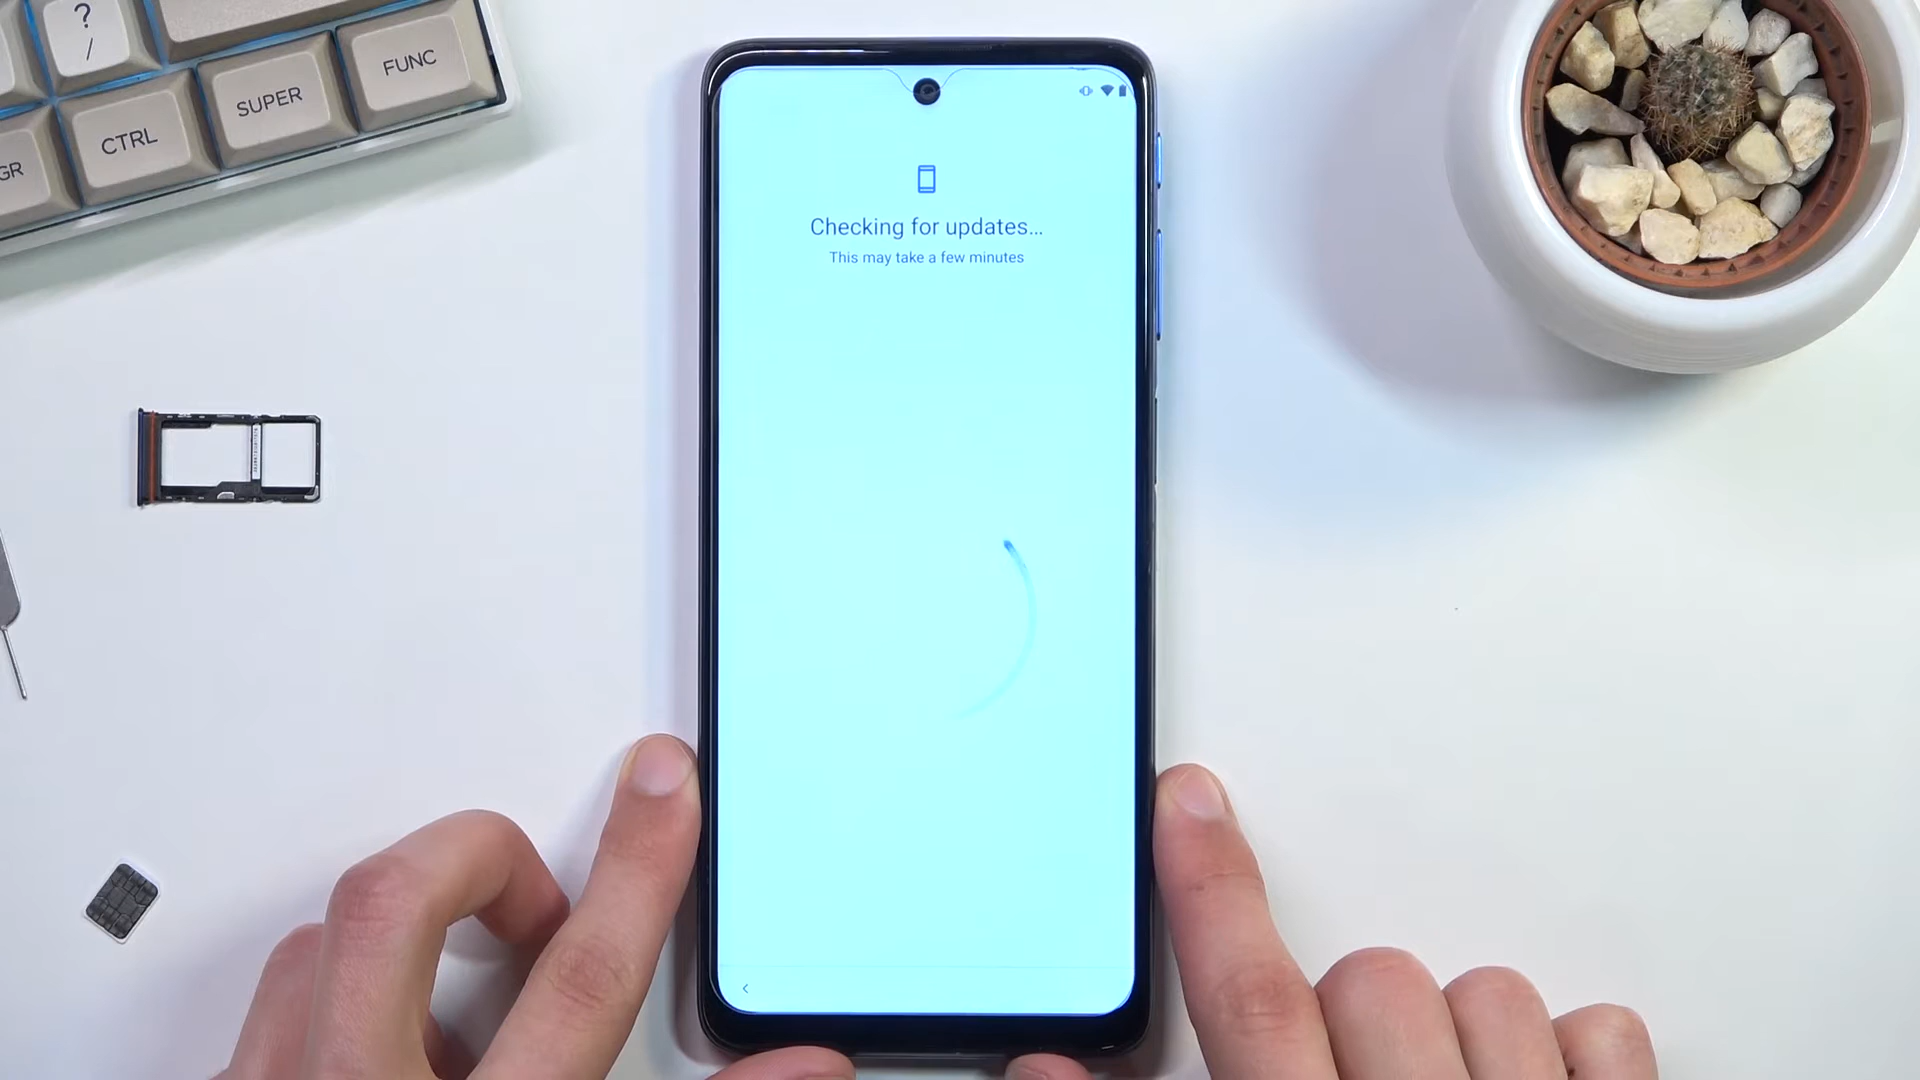 ?
/
FUNC
SUPER
CTRL
GR
Checking for updates...
This may take a few minutes